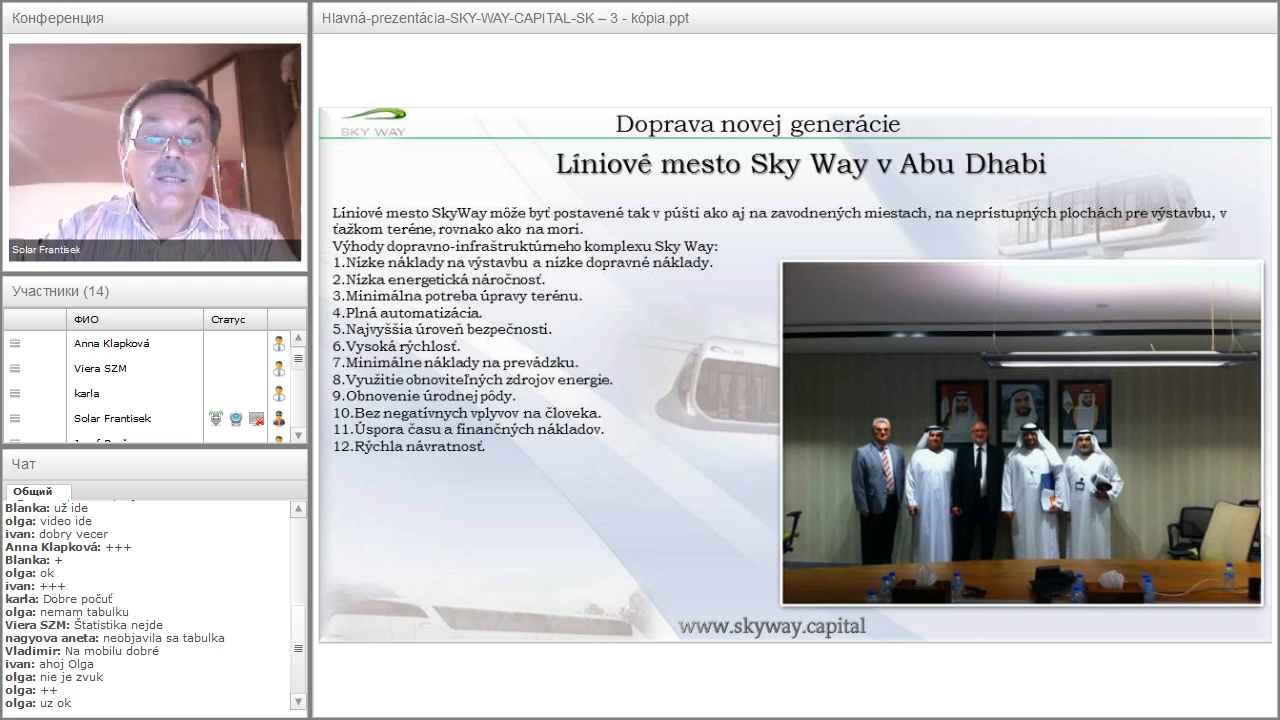 Конференция
Solar Frantisek
Участники (14)
ФИО
Статус
Anna Klapková
Viera SZM
karla
Solar Frantisek
Чат
Общий
Blanka: už ide
olga: video ide
ivan: dobry vecer
Anna Klapková: +++
Blanka: +
olga: ok
ivan: +++
karla: Dobre počuť
olga: nemam tabulku
Viera SZM: Štatistika nejde
nagyova aneta: neobjavila sa tabulka
Vladimír: Na mobilu dobré
ivan: ahoj Olga
olga: nie je zvuk
olga: ++
olga: uz ok
Hlavná-prezentácia-SKY-WAY-CAPITAL-SK – 3 - kópia.ppt
SKY WAY
Doprava novej generácie
Líniové mesto Sky Way v Abu Dhabi
Líniové mesto SkyWay môže byť postavené tak v púšti ako aj na zavodnených miestach, na neprístupných plochách pre výstavbu, v
ťažkom teréne, rovnako ako na mori.
Výhody dopravno-infraštruktúrneho komplexu Sky Way:
1.Nízke náklady na výstavbu a nízke dopravné náklady.
2.Nízka energetická náročnosť.
3.Minimálna potreba úpravy terénu.
4.Plná automatizácia.
5.Najvyššia úroveň bezpečnosti.
6.Vysoká rýchlosť.
7.Minimálne náklady na prevádzku.
8.Využitie obnoviteľných zdrojov energie.
9.Obnovenie úrodnej pôdy.
10.Bez negatívnych vplyvov na človeka.
11.Úspora času a finančných nákladov.
12.Rýchla návratnosť.
www.skyway.capital